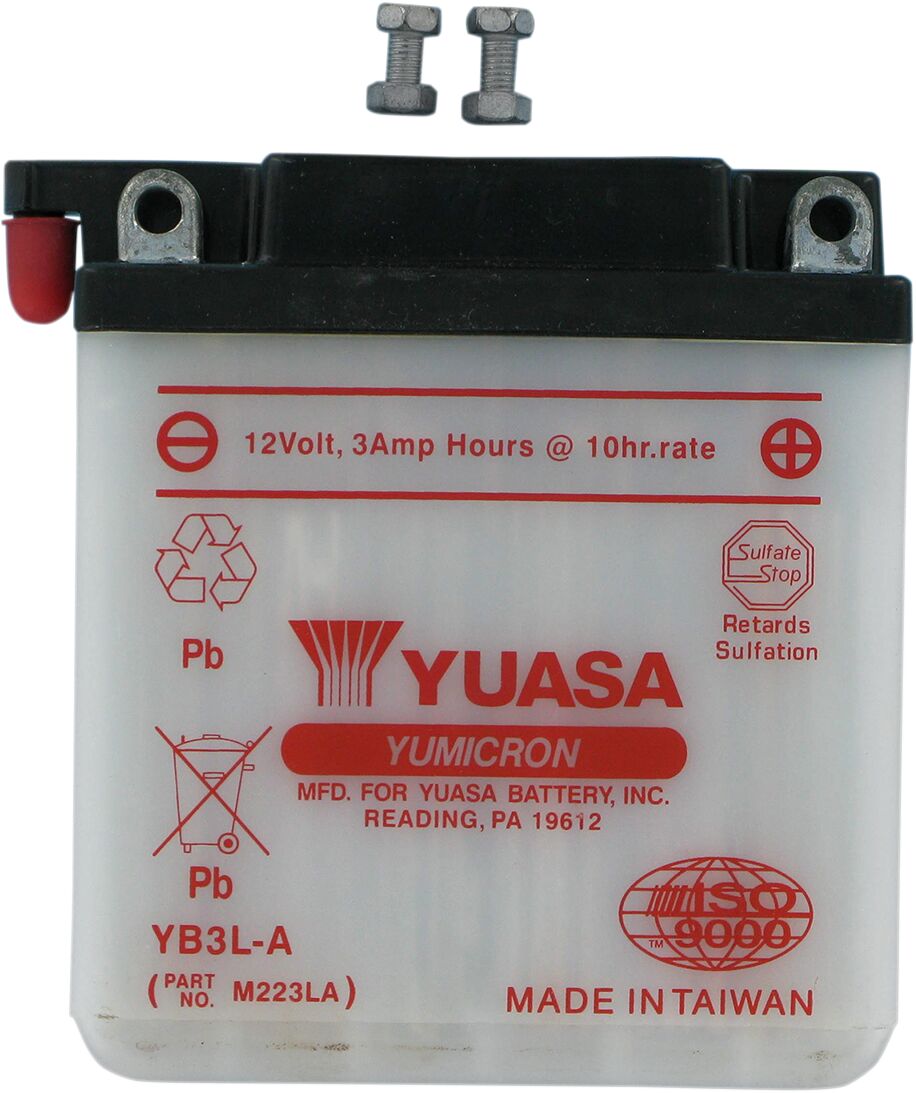 12Volt, 3Amp Hours @ 10hr.rate
Sulfate
Stop
Retards
Sulfation
Pb
YUASA
YUMICRON
MFD. FOR YUASA BATTERY, INC.
READING, PA 19612
Pb
ISO
9000
TM
YB3L-A
(PART NO. M223LA)
MADE IN TAIWAN